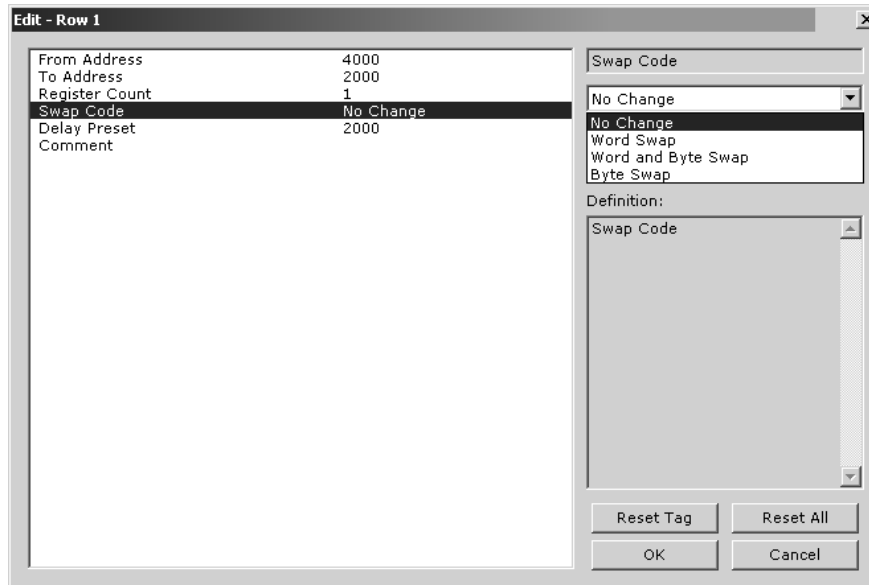 Edit - Row 1
From Address 4000
To Address 2000
Register Count 1
Swap Code No Change
Delay Preset 2000
Comment
Swap Code
No Change
No Change
Word Swap
Word and Byte Swap
Byte Swap
Definition:
Swap Code
Reset Tag
Reset All
OK
Cancel